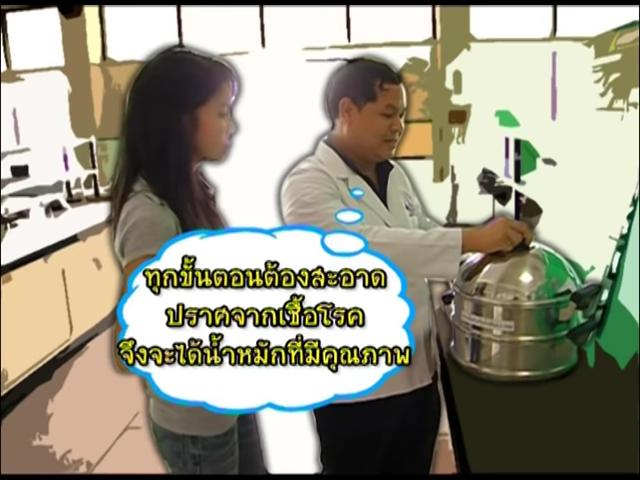 ทุกขั้นตอนต้องสะอาด
ปราศจากเชื้อโรค
จึงจะได้น้ำหมักที่มีคุณภาพ